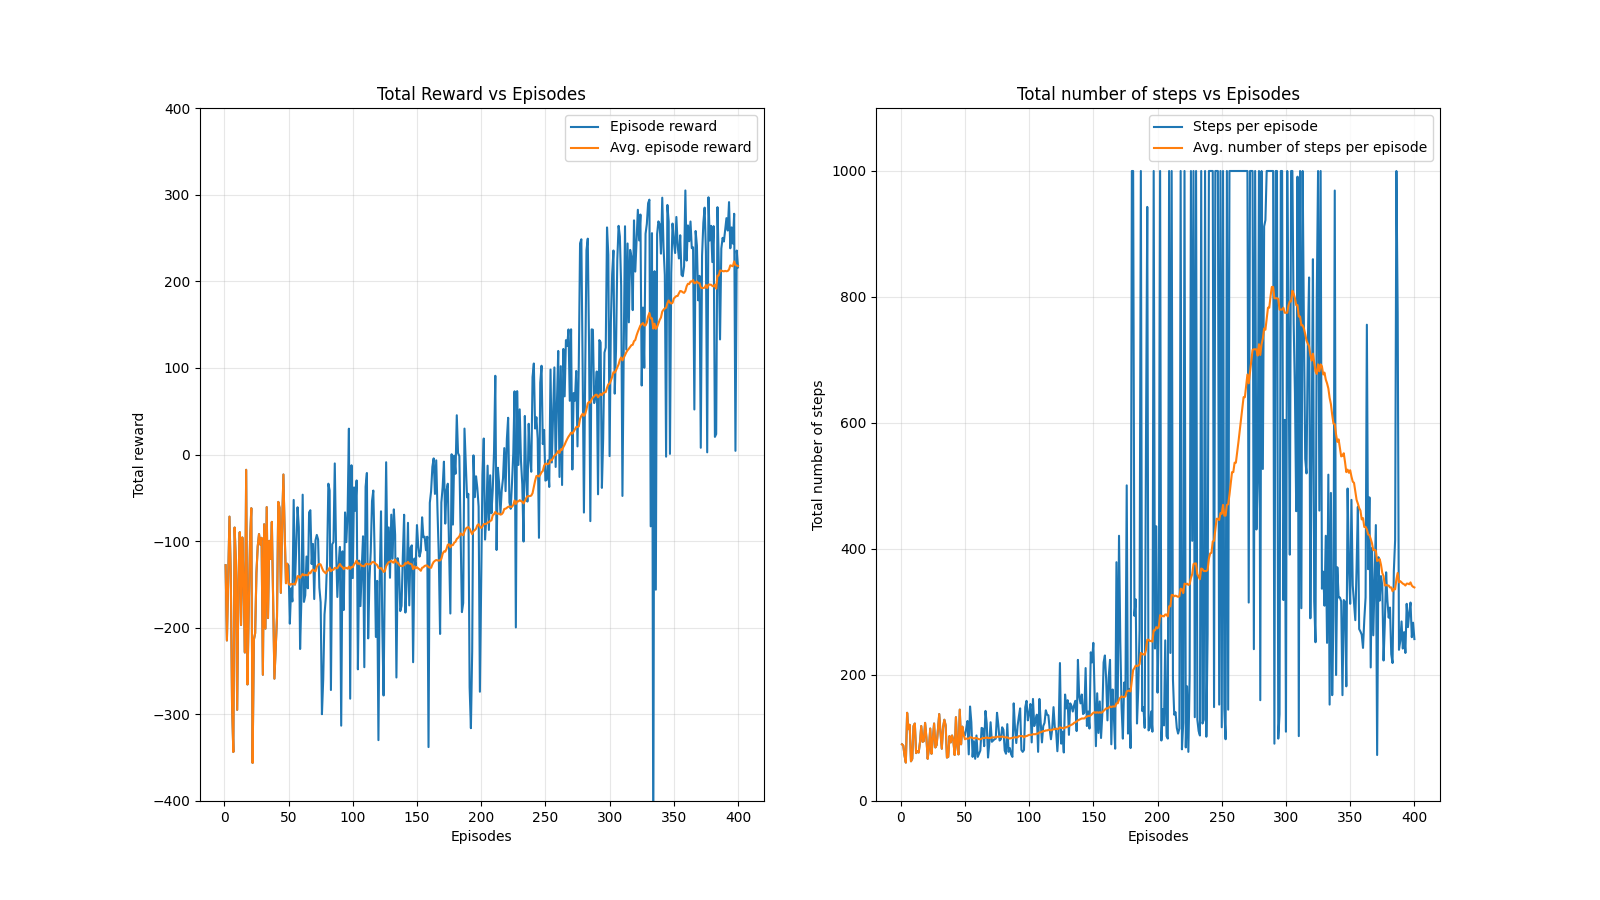 Total Reward vs Episodes
400
300
200
100
0
−100
−200
−300
−400
Total reward
Episode reward
Avg. episode reward
0 50 100 150 200 250 300 350 400
Episodes
Total number of steps vs Episodes
1000
800
600
400
200
0
Total number of steps
Steps per episode
Avg. number of steps per episode
0 50 100 150 200 250 300 350 400
Episodes